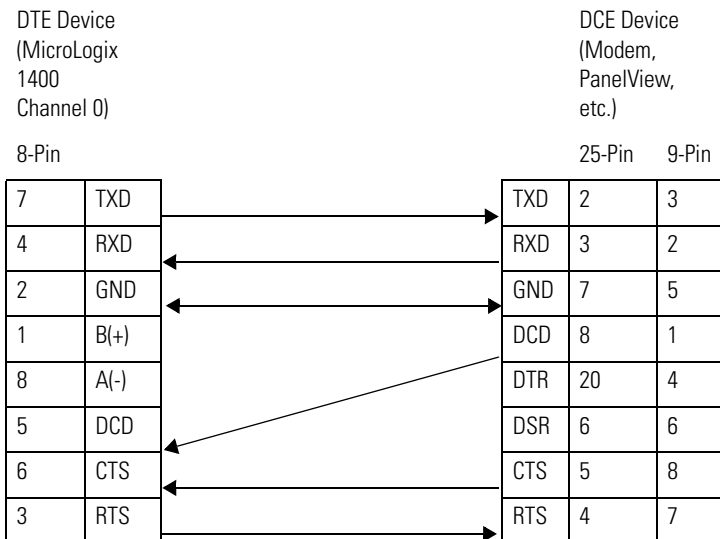 DTE Device
(MicroLogix
1400
Channel 0)
DCE Device
(Modem,
PanelView,
etc.)
8-Pin
25-Pin 9-Pin
7 TXD TXD 2 3
4 RXD RXD 3 2
2 GND GND 7 5
1 B(+) DCD 8 1
8 A(-) DTR 20 4
5 DCD DSR 6 6
6 CTS CTS 5 8
3 RTS RTS 4 7